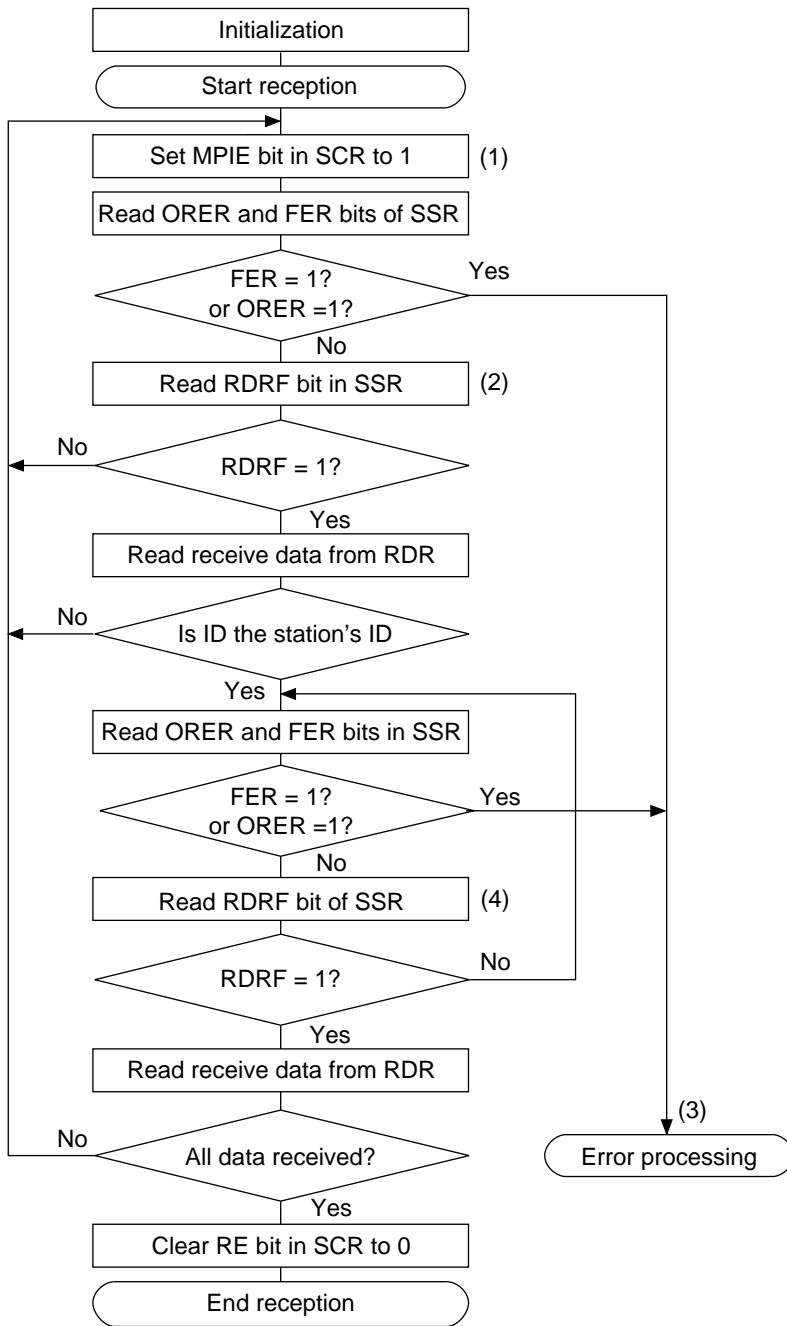 Initialization
Start reception
Set MPIE bit in SCR to 1
(1)
Read ORER and FER bits of SSR
FER = 1?
or ORER =1?
Yes
No
Read RDRF bit in SSR
(2)
No
RDRF = 1?
Yes
Read receive data from RDR
No
Is ID the station's ID
Yes
Read ORER and FER bits in SSR
FER = 1?
or ORER =1?
Yes
No
Read RDRF bit of SSR
(4)
RDRF = 1?
No
Yes
Read receive data from RDR
(3)
No
All data received?
Error processing
Yes
Clear RE bit in SCR to 0
End reception